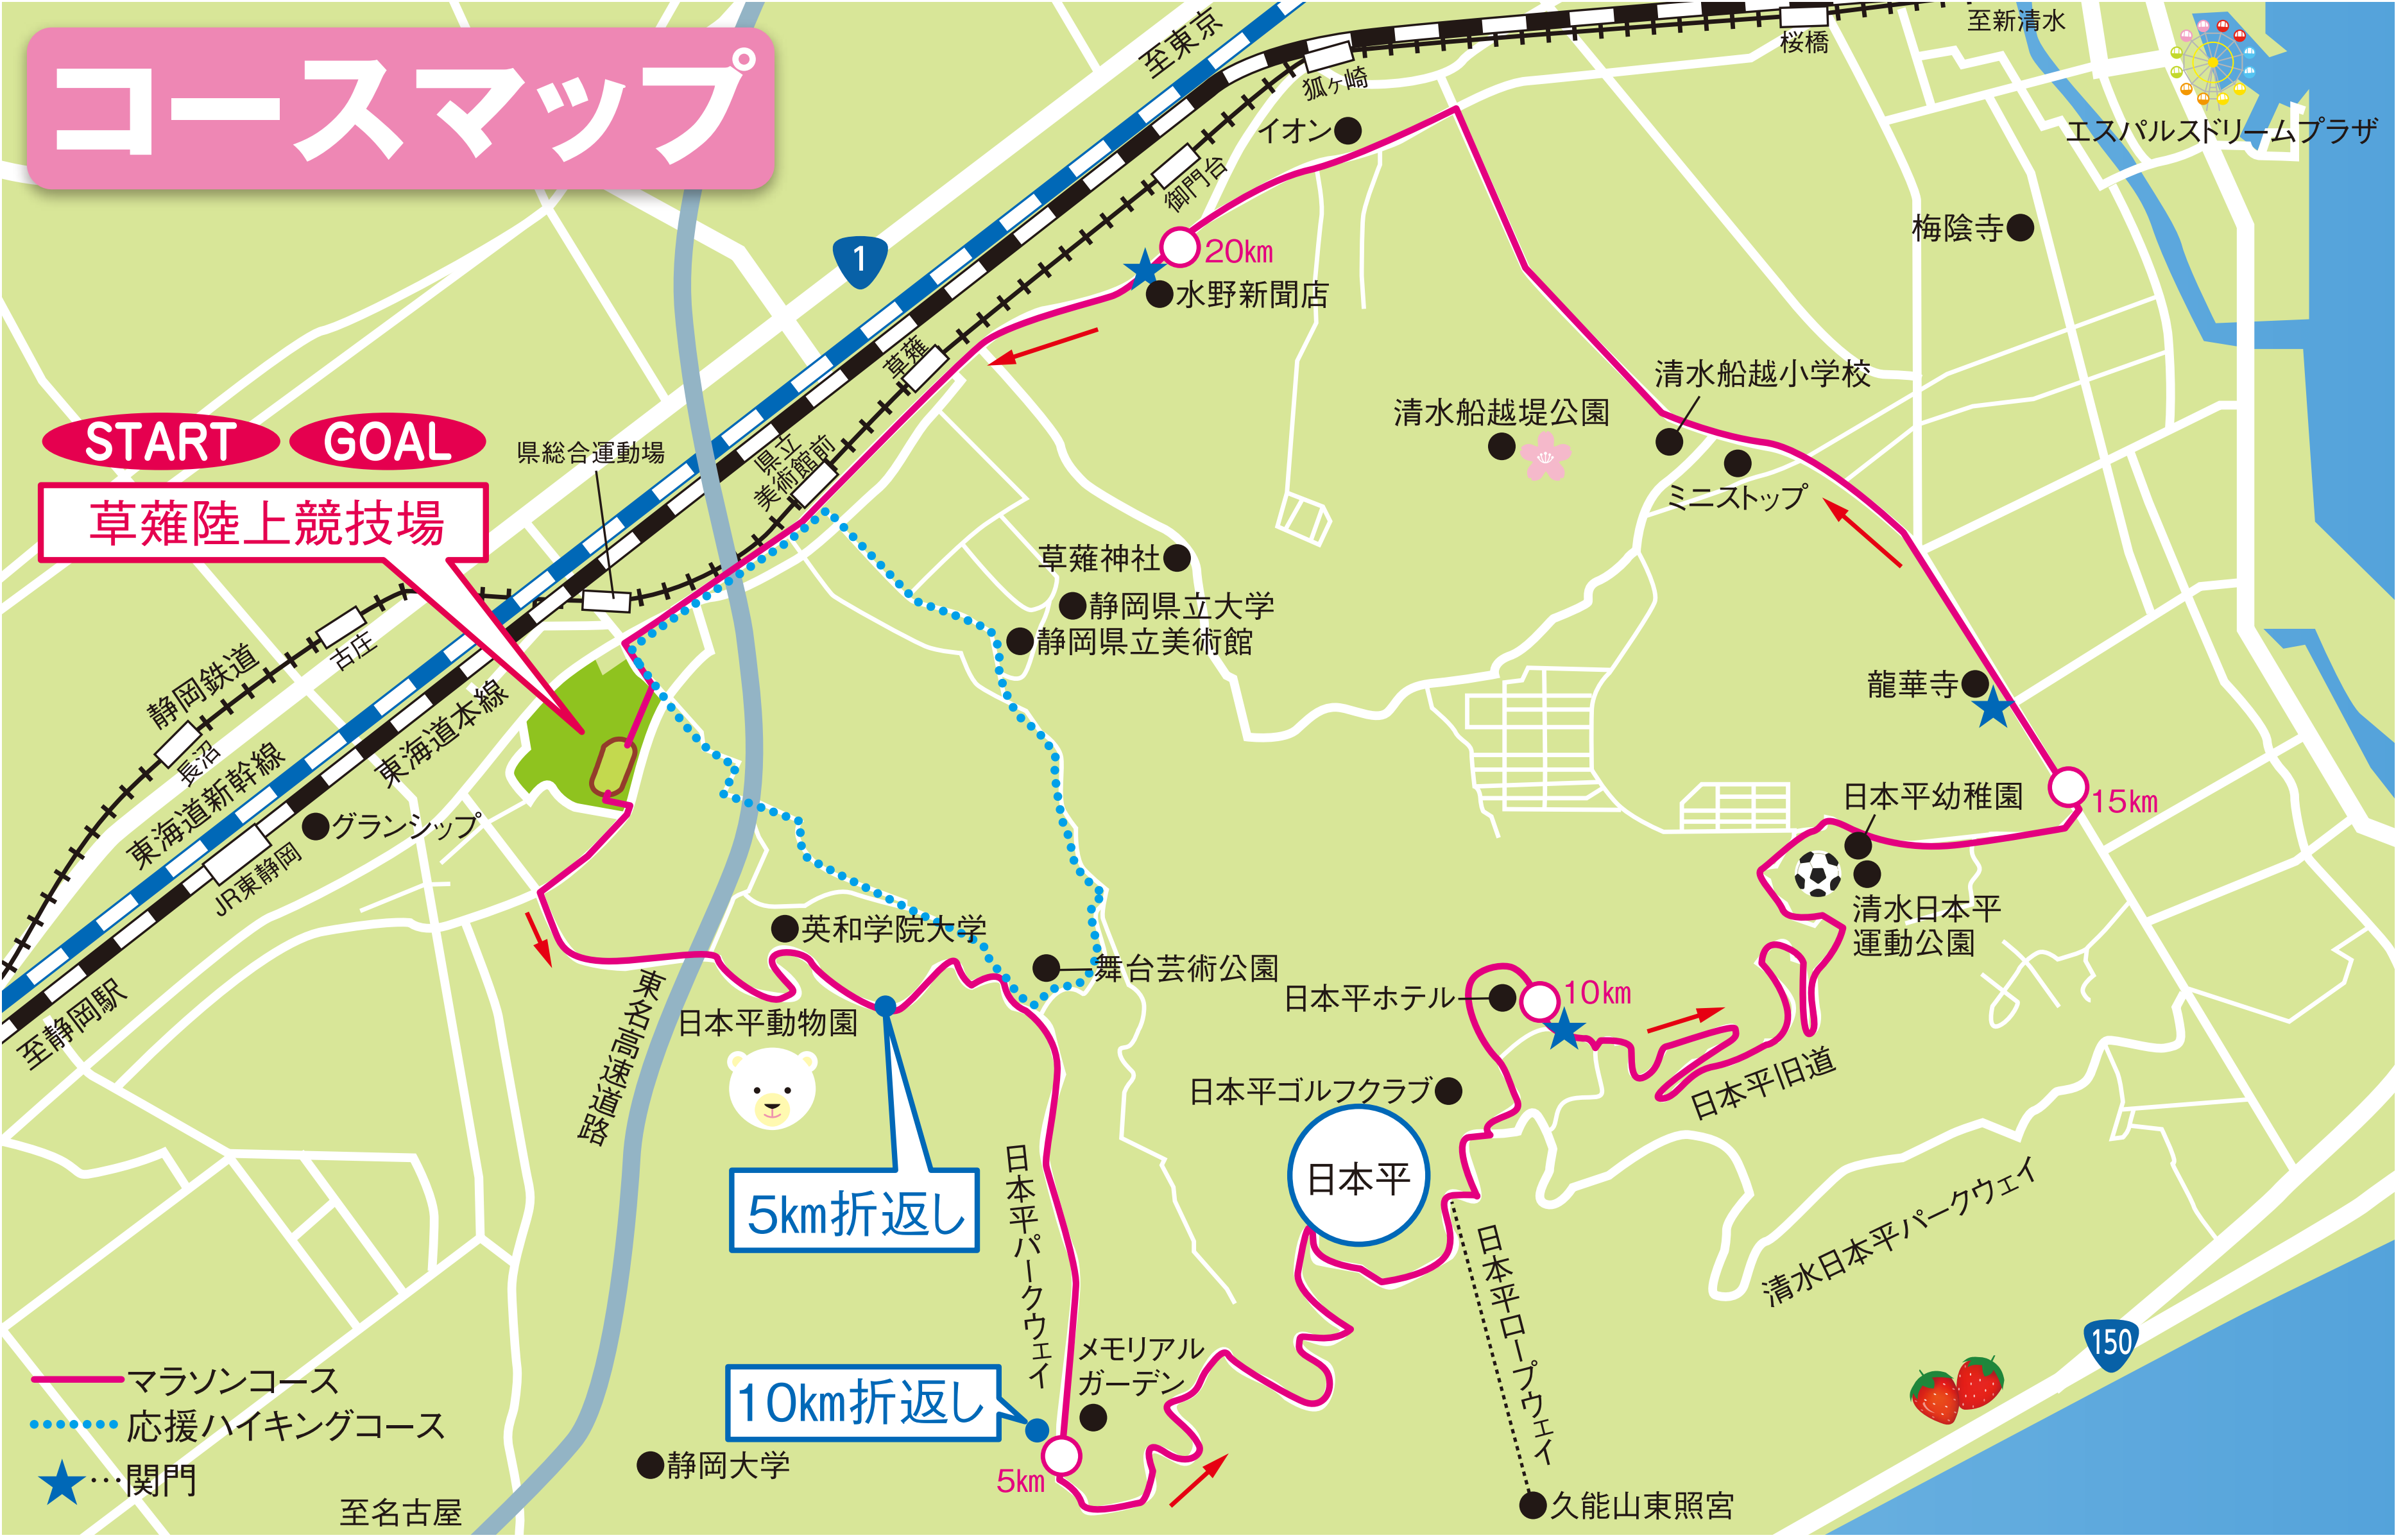 コースマップ
至東京
至新清水
桜橋
狐ヶ崎
イオン
エスパルスドリームプラザ
御門台
梅陰寺
1
20km
水野新聞店
草薙
清水船越小学校
清水船越堤公園
ミニストップ
START
GOAL
草薙陸上競技場
県総合運動場
県立
美術館前
草薙神社
静岡県立大学
静岡県立美術館
古庄
静岡鉄道
長沼
東海道新幹線
東海道本線
グランシップ
JR東静岡
至静岡駅
龍華寺
15km
日本平幼稚園
清水日本平
運動公園
英和学院大学
舞台芸術公園
日本平動物園
東名高速道路
日本平ホテル
10km
日本平旧道
日本平ゴルフクラブ
日本平
5km折返し
日本平パークウェイ
日本平ロープウェイ
清水日本平パークウェイ
150
メモリアル
ガーデン
10km折返し
5km
静岡大学
久能山東照宮
マラソンコース
応援ハイキングコース
…関門
至名古屋